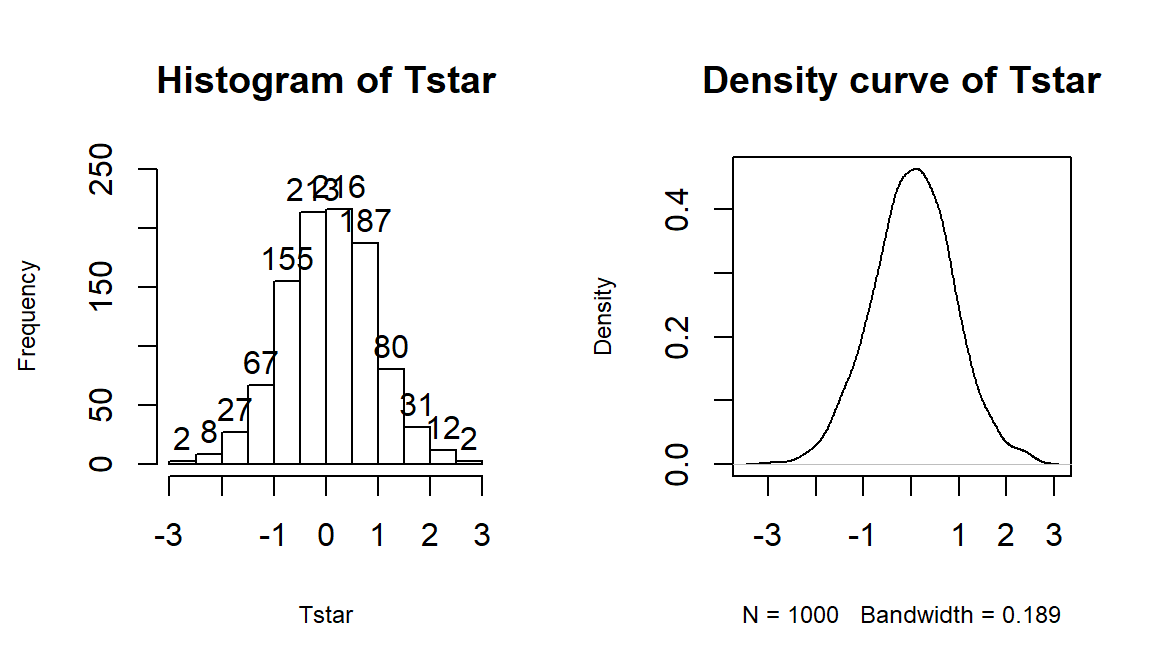 Histogram of Tstar
Frequency
250
150
50
0
2 8 27 67 155 213 216 187 80 31 12 2
-3 -1 0 1 2 3
Tstar
Density curve of Tstar
Density
0.4
0.2
0.0
-3 -1 1 2 3
N = 1000 Bandwidth = 0.189